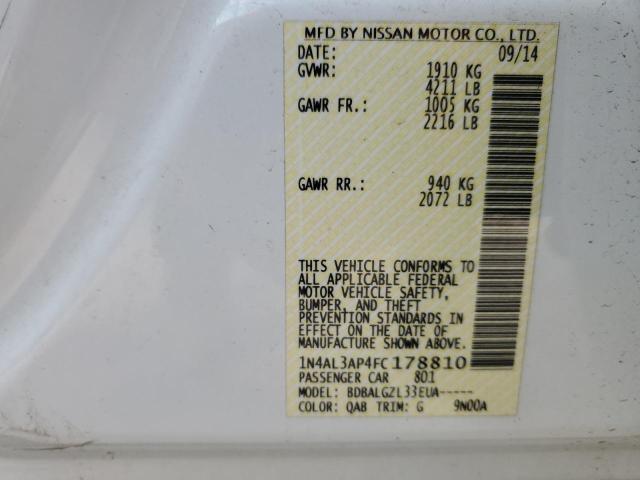 MFD BY NISSAN MOTOR CO., LTD.
DATE: 09/14
GVWR: 1910 KG
4211 LB
GAWR FR.: 1005 KG
2216 LB
GAWR RR.: 940 KG
2072 LB
THIS VEHICLE CONFORMS TO
ALL APPLICABLE FEDERAL
MOTOR VEHICLE SAFETY,
BUMPER, AND THEFT
PREVENTION STANDARDS IN
EFFECT ON THE DATE OF
MANUFACTURE SHOWN ABOVE.
1N4AL3AP4FC178810
PASSENGER CAR 801
MODEL: BDBALGZL33EUA-----
COLOR: QAB TRIM: G 9N00A